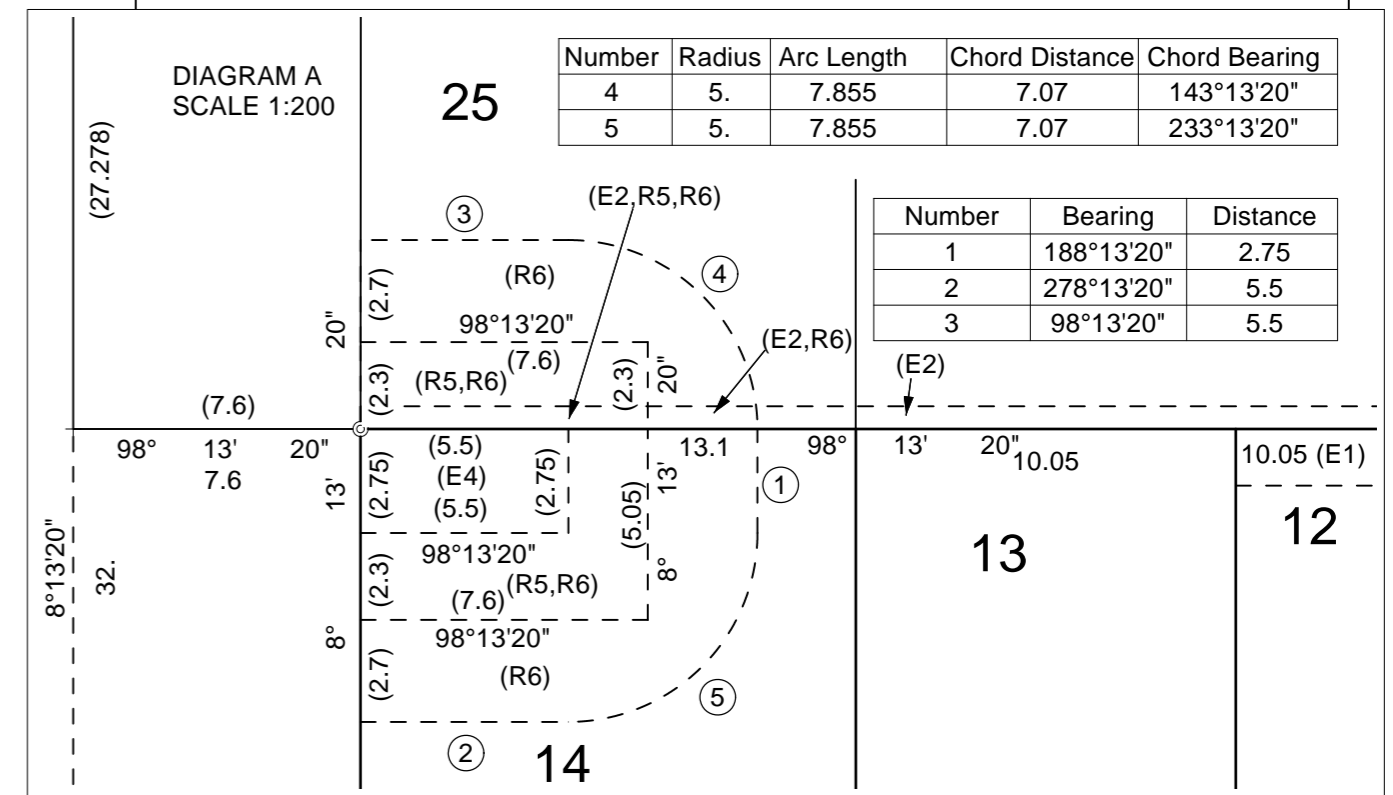 DIAGRAM A
SCALE 1:200
25
Number Radius Arc Length Chord Distance Chord Bearing
4 5. 7.855 7.07 143°13'20"
5 5. 7.855 7.07 233°13'20"
(27.278)
(E2,R5,R6)
3
Number Bearing Distance
1 188°13'20" 2.75
2 278°13'20" 5.5
3 98°13'20" 5.5
(R6)
4
(2.7)
98°13'20"
20"
(E2,R6)
(E2)
(7.6)
(R5,R6)
(2.3)
(2.3)
20"
(7.6)
98° 13' 20"
7.6
(5.5)
(E4)
(5.5)
(2.75)
(2.75)
13.1
98° 13' 20"
10.05
10.05 (E1)
13'
13'
1
(5.05)
12
13
98°13'20"
8°13'20"
32.
(2.3)
(R5,R6)
(7.6)
8°
98°13'20"
8°
(2.7)
(R6)
5
2
14